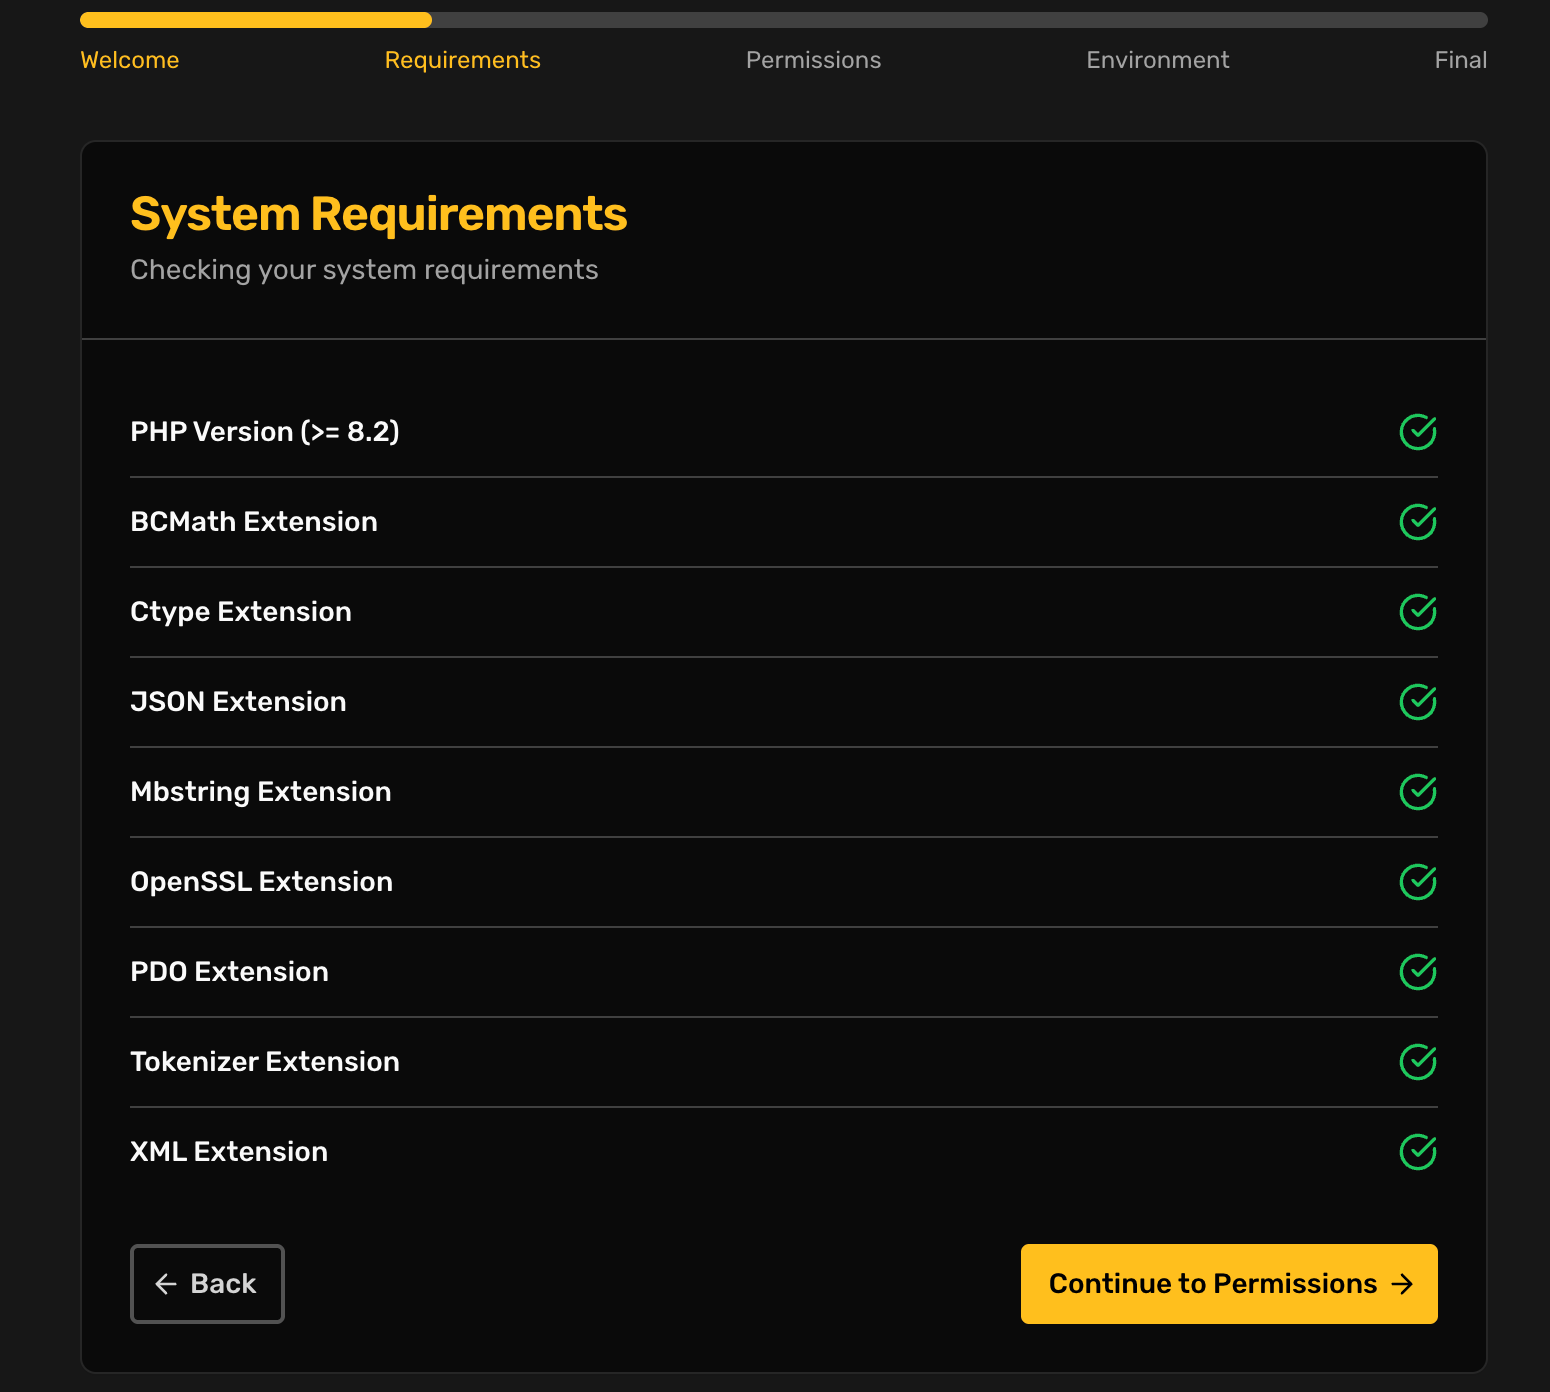 Welcome
Requirements
Permissions
Environment
Final
System Requirements
Checking your system requirements
PHP Version (>= 8.2)
BCMath Extension
Ctype Extension
JSON Extension
Mbstring Extension
OpenSSL Extension
PDO Extension
Tokenizer Extension
XML Extension
← Back
Continue to Permissions →